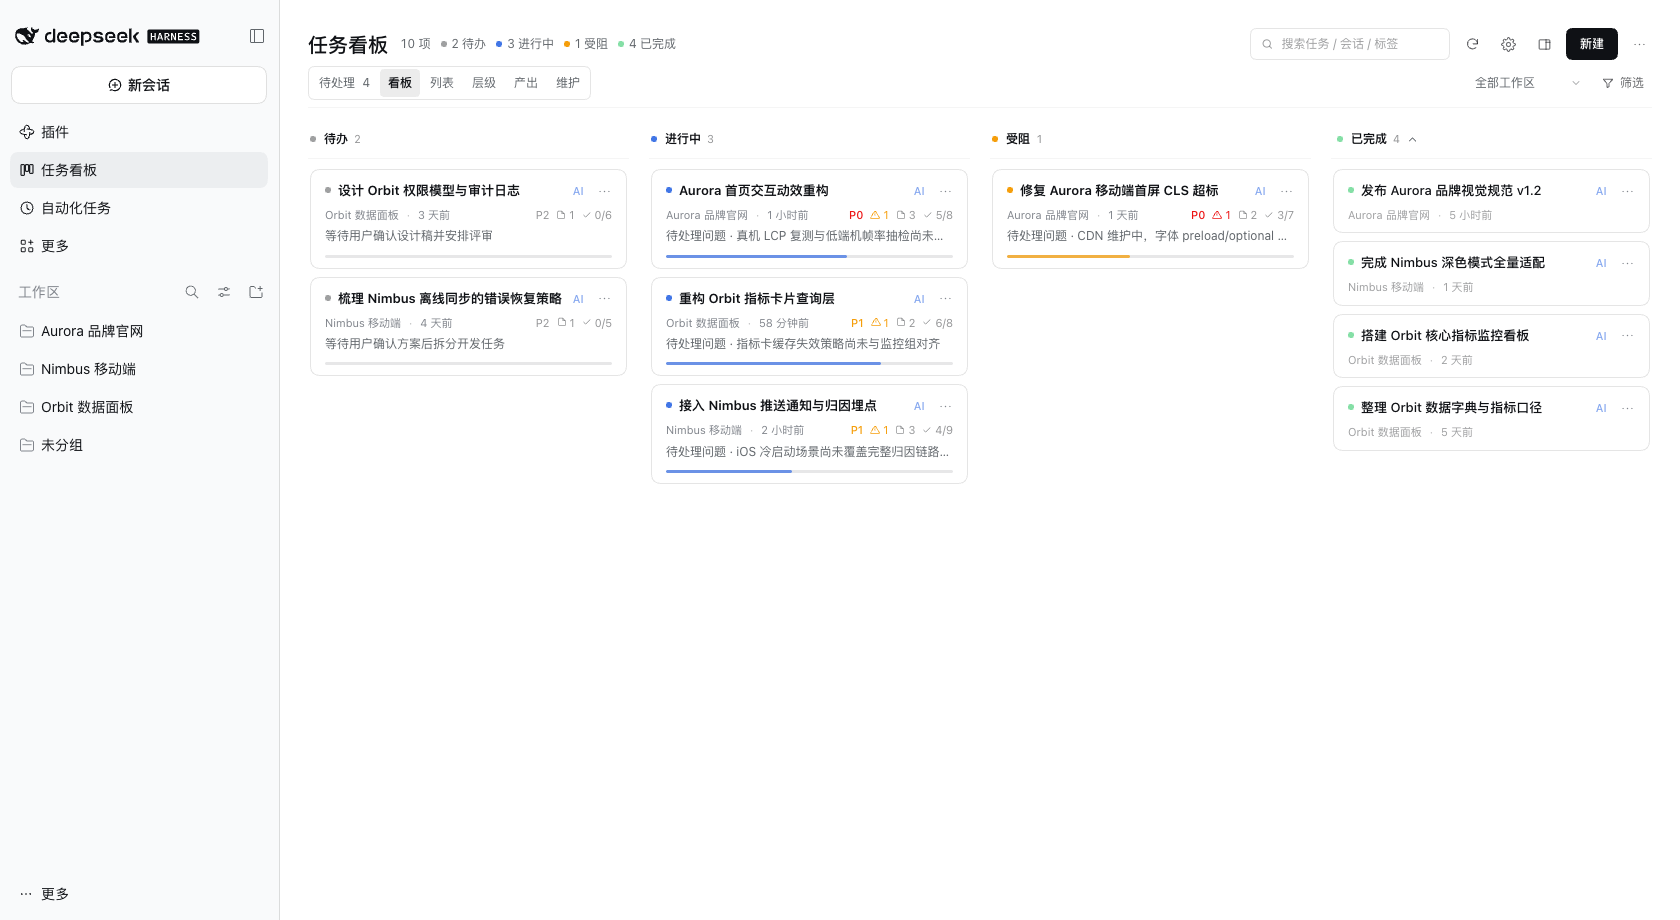 deepseek HARNESS
新会话
插件
任务看板
自动化任务
更多
工作区
Aurora 品牌官网
Nimbus 移动端
Orbit 数据面板
未分组
更多
任务看板 10 项 2 待办 3 进行中 1 受阻 4 已完成
搜索任务 / 会话 / 标签
新建
待处理 4 看板 列表 层级 产出 维护
全部工作区 筛选
待办 2
设计 Orbit 权限模型与审计日志 AI
Orbit 数据面板 · 3 天前 P2 1 0/6
等待用户确认设计稿并安排评审
梳理 Nimbus 离线同步的错误恢复策略 AI
Nimbus 移动端 · 4 天前 P2 1 0/5
等待用户确认方案后拆分开发任务
进行中 3
Aurora 首页交互动效重构 AI
Aurora 品牌官网 · 1 小时前 P0 1 3 5/8
待处理问题 · 真机 LCP 复测与低端机帧率抽检尚未...
重构 Orbit 指标卡片查询层 AI
Orbit 数据面板 · 58 分钟前 P1 1 2 6/8
待处理问题 · 指标卡缓存失效策略尚未与监控组对齐
接入 Nimbus 推送通知与归因埋点 AI
Nimbus 移动端 · 2 小时前 P1 1 3 4/9
待处理问题 · iOS 冷启动场景尚未覆盖完整归因链路...
受阻 1
修复 Aurora 移动端首屏 CLS 超标 AI
Aurora 品牌官网 · 1 天前 P0 1 2 3/7
待处理问题 · CDN 维护中，字体 preload/optional ...
已完成 4
发布 Aurora 品牌视觉规范 v1.2 AI
Aurora 品牌官网 · 5 小时前
完成 Nimbus 深色模式全量适配 AI
Nimbus 移动端 · 1 天前
搭建 Orbit 核心指标监控看板 AI
Orbit 数据面板 · 2 天前
整理 Orbit 数据字典与指标口径 AI
Orbit 数据面板 · 5 天前